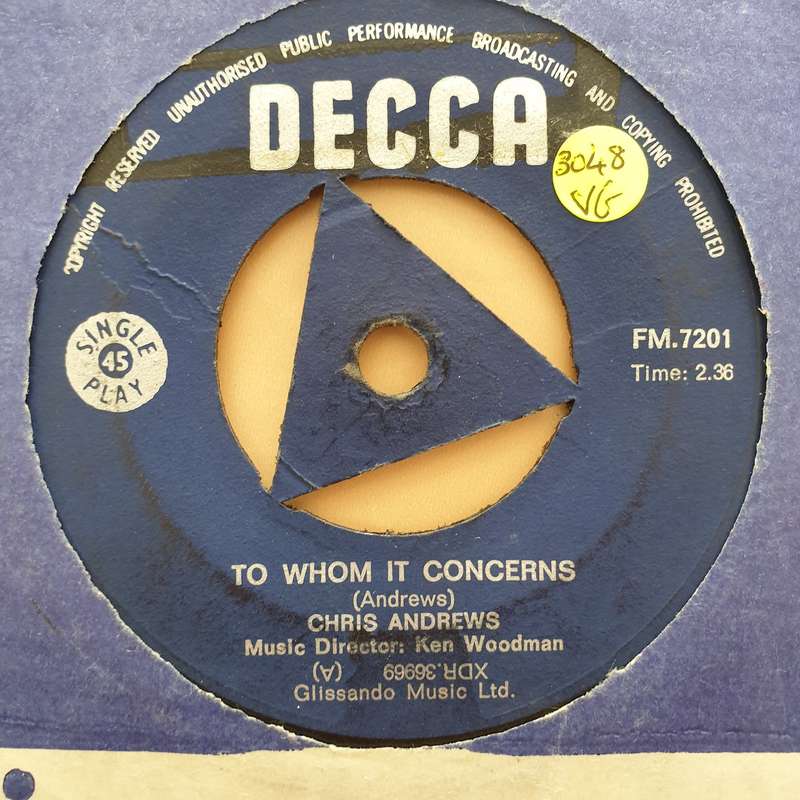 COPYRIGHT RESERVED UNAUTHORISED PUBLIC PERFORMANCE BROADCASTING AND COPYING PROHIBITED
DECCA
3048
VG
SINGLE
45
PLAY
FM.7201
Time: 2.36
TO WHOM IT CONCERNS
(Andrews)
CHRIS ANDREWS
Music Director: Ken Woodman
XDR.36969 (A)
Glissando Music Ltd.